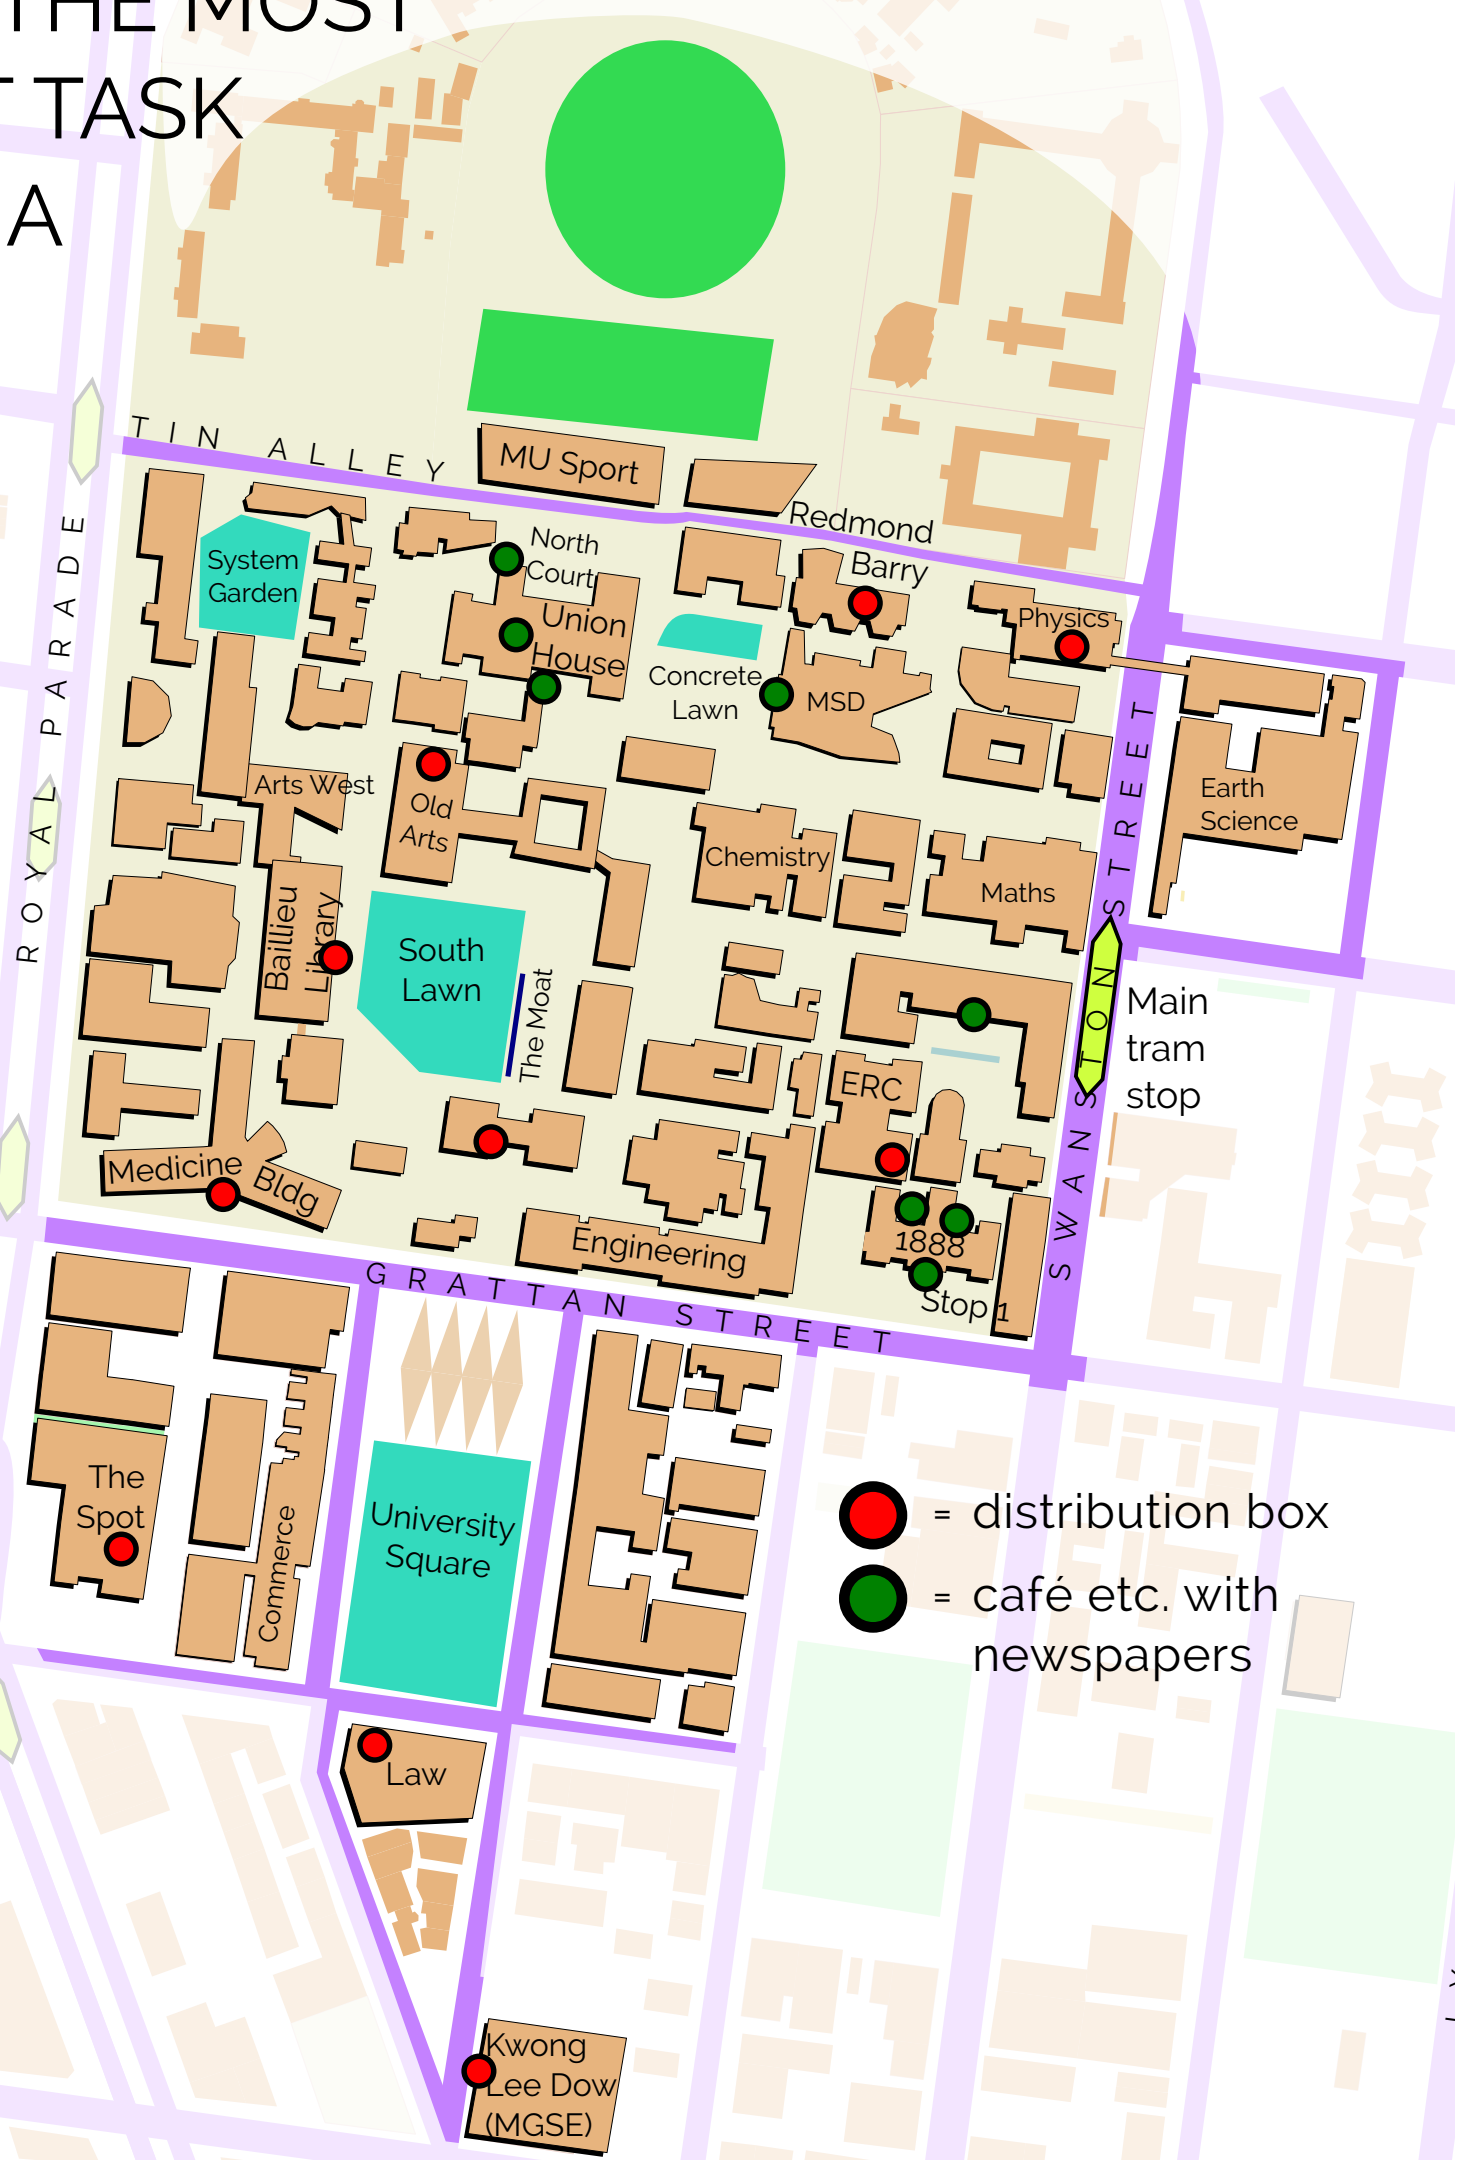 THE MOST
TASK
A
TIN ALLEY
MU Sport
Redmond
Barry
North
Court
System
Garden
Union
House
Physics
Concrete
Lawn
MSD
ROYAL PARADE
Arts West
Old
Arts
Earth
Science
Chemistry
Maths
Baillieu
Library
South
Lawn
The Moat
Main
tram
stop
SWANSTON STREET
ERC
Medicine
Bldg
Engineering
1888
Stop 1
GRATTAN STREET
The
Spot
Commerce
University
Square
= distribution box
= café etc. with
newspapers
Law
Kwong
Lee Dow
(MGSE)